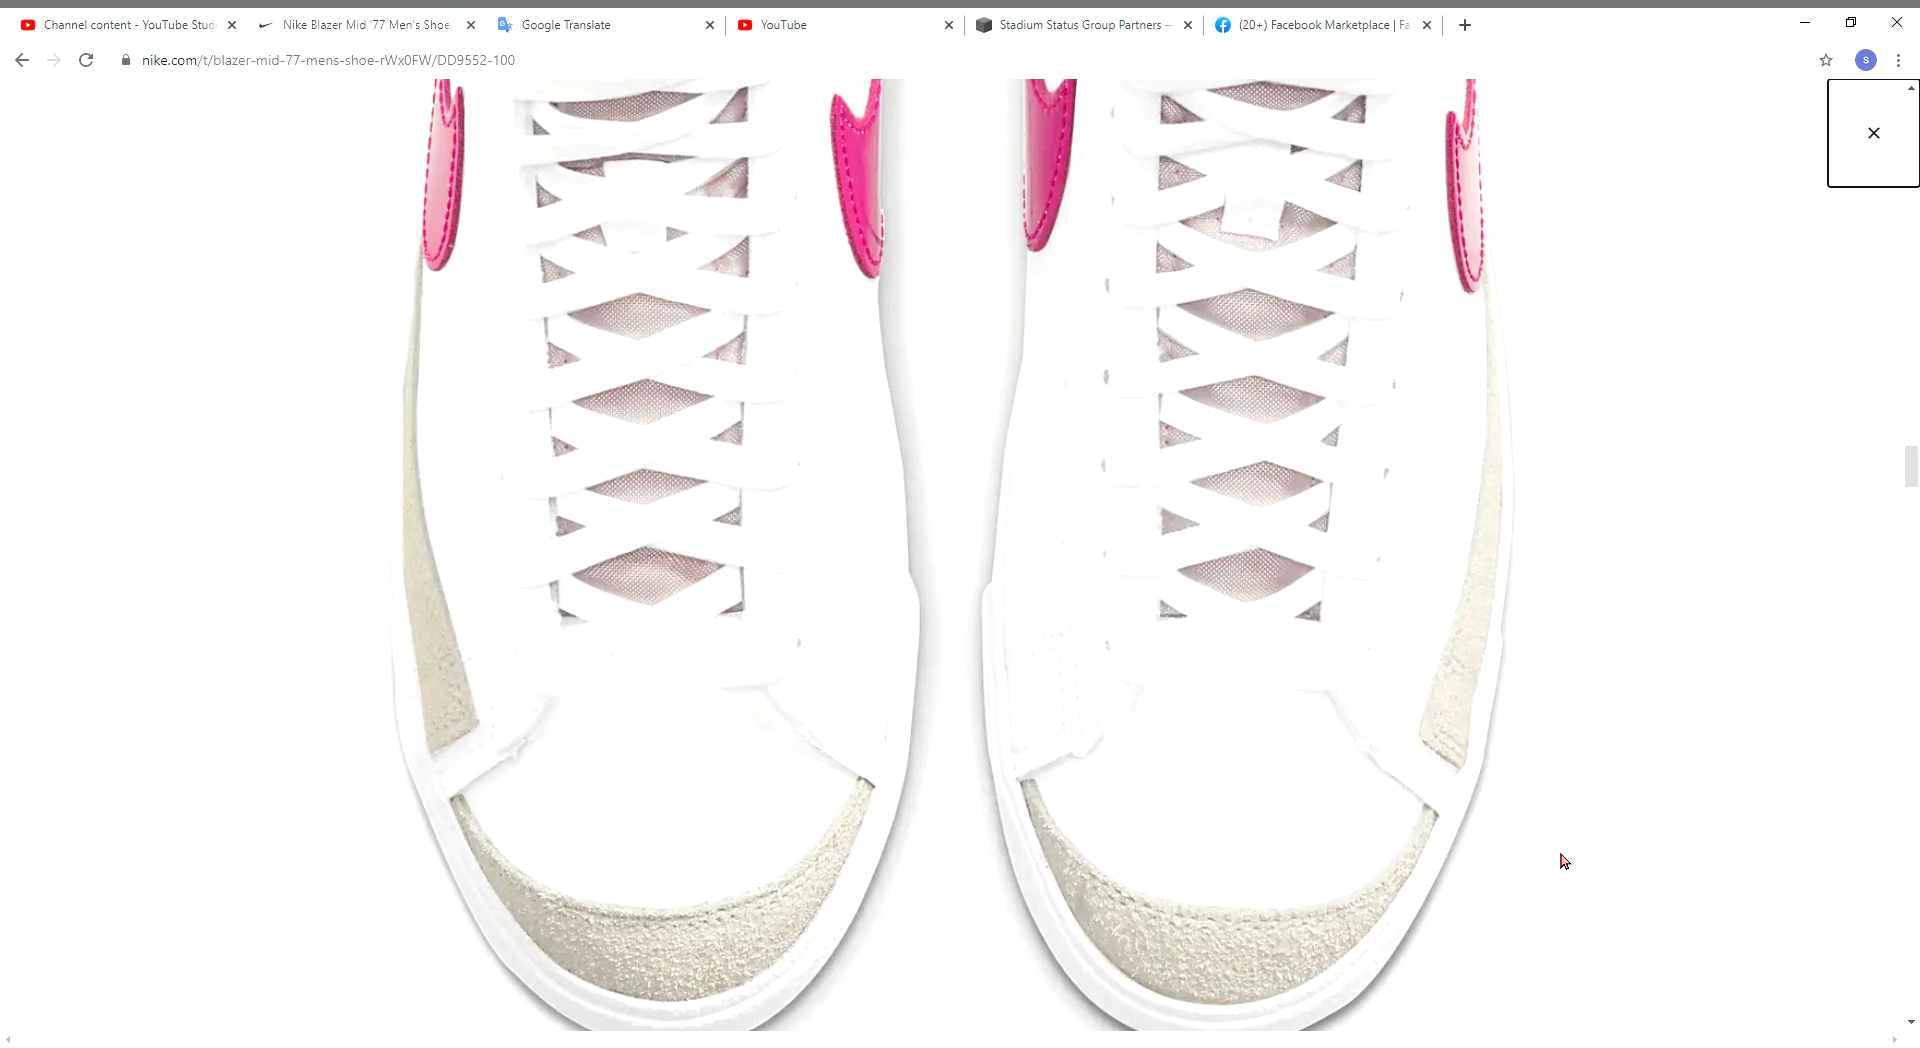 Channel content - YouTube Stud
Nike Blazer Mid '77 Men's Shoe.
Google Translate
YouTube
Stadium Status Group Partners —
(20+) Facebook Marketplace | Fa
nike.com/t/blazer-mid-77-mens-shoe-rWx0FW/DD9552-100
S